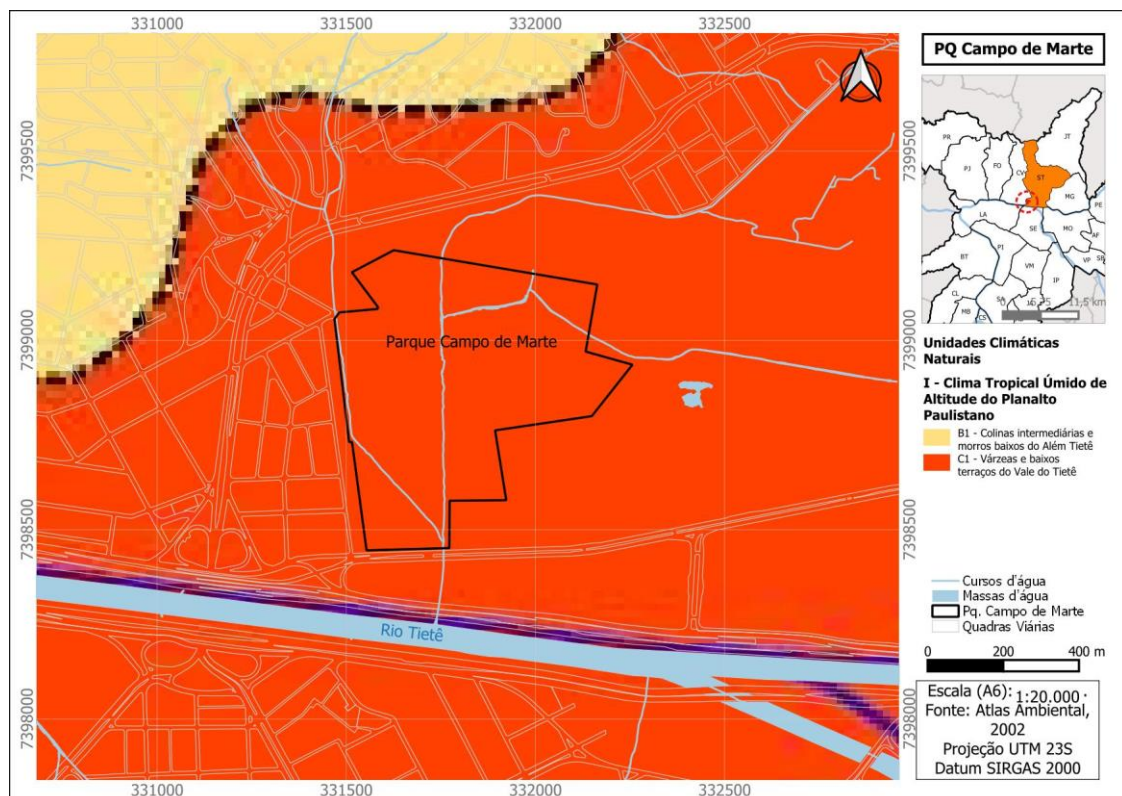 331000 331500 332000 332500
7399500
7399000
7398500
7398000
7399500
7399000
7398500
7398000
Parque Campo de Marte
Rio Tietê
331000 331500 332000 332500
PQ Campo de Marte
PR
JT
PJ
FO
CV
ST
MG
PE
LA
SE
MO
AF
PI
BT
VM
VP
IP
CL
SA
MB
CS
11,5 km
Unidades Climáticas
Naturais
I - Clima Tropical Úmido de
Altitude do Planalto
Paulistano
B1 - Colinas intermediárias e
morros baixos do Além Tietê
C1 - Várzeas e baixos
terraços do Vale do Tietê
Cursos d'água
Massas d'água
Pq. Campo de Marte
Quadras Viárias
0 200 400 m
Escala (A6): 1:20.000
Fonte: Atlas Ambiental,
2002
Projeção UTM 23S
Datum SIRGAS 2000